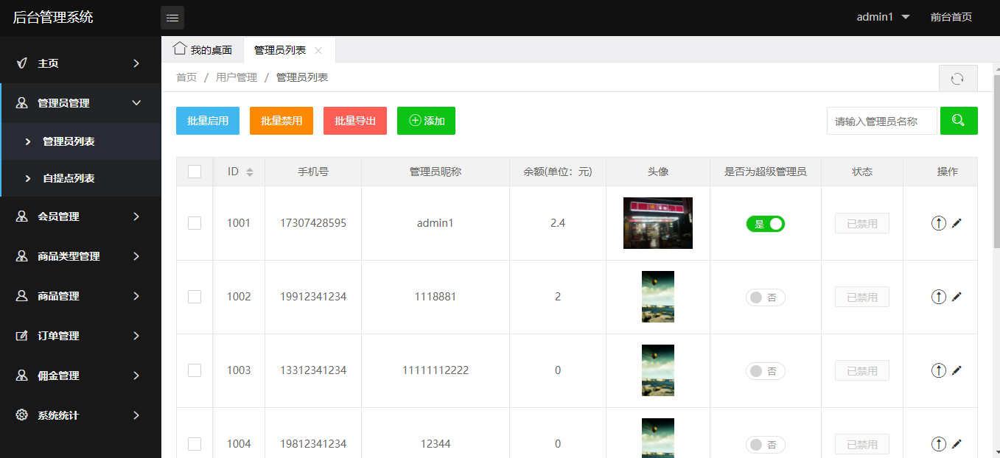 后台管理系统
admin1
前台首页
主页
管理员管理
管理员列表
自提点列表
会员管理
商品类型管理
商品管理
订单管理
佣金管理
系统统计
我的桌面
管理员列表
首页 / 用户管理 / 管理员列表
批量启用 批量禁用 批量导出 添加
请输入管理员名称
ID 手机号 管理员昵称 余额(单位：元) 头像 是否为超级管理员 状态 操作
1001 17307428595 admin1 2.4 是 已禁用
1002 19912341234 1118881 2 否 已禁用
1003 13312341234 11111112222 0 否 已禁用
1004 19812341234 12344 0 否 已禁用